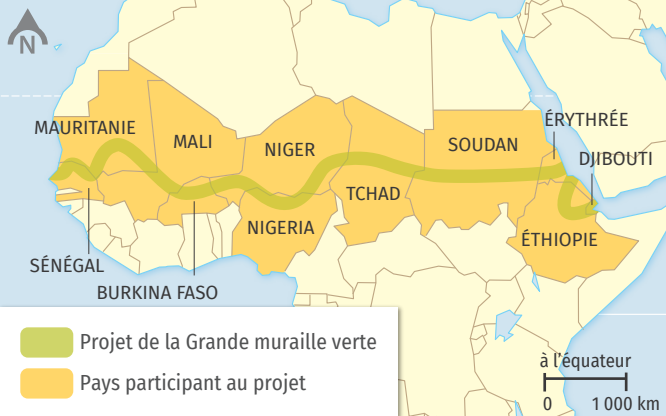 N
MAURITANIE
MALI
NIGER
SOUDAN
ÉRYTHRÉE
DJIBOUTI
TCHAD
NIGERIA
ÉTHIOPIE
SÉNÉGAL
BURKINA FASO
Projet de la Grande muraille verte
Pays participant au projet
à l'équateur
0 1 000 km